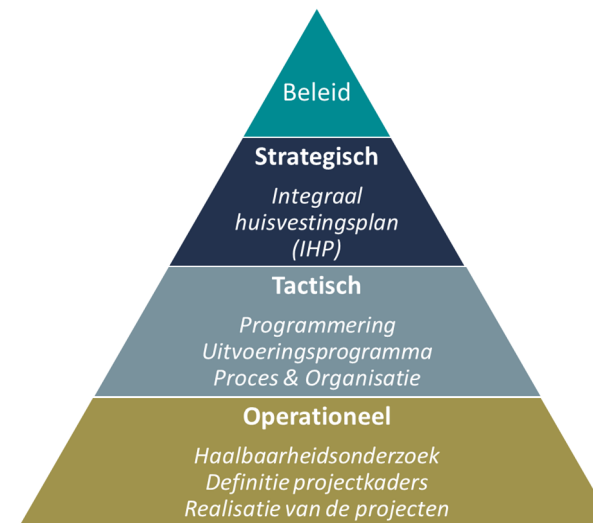 Beleid
Strategisch
Integraal
huisvestingsplan
(IHP)
Tactisch
Programmering
Uitvoeringsprogramma
Proces & Organisatie
Operationeel
Haalbaarheidsonderzoek
Definitie projectkaders
Realisatie van de projecten